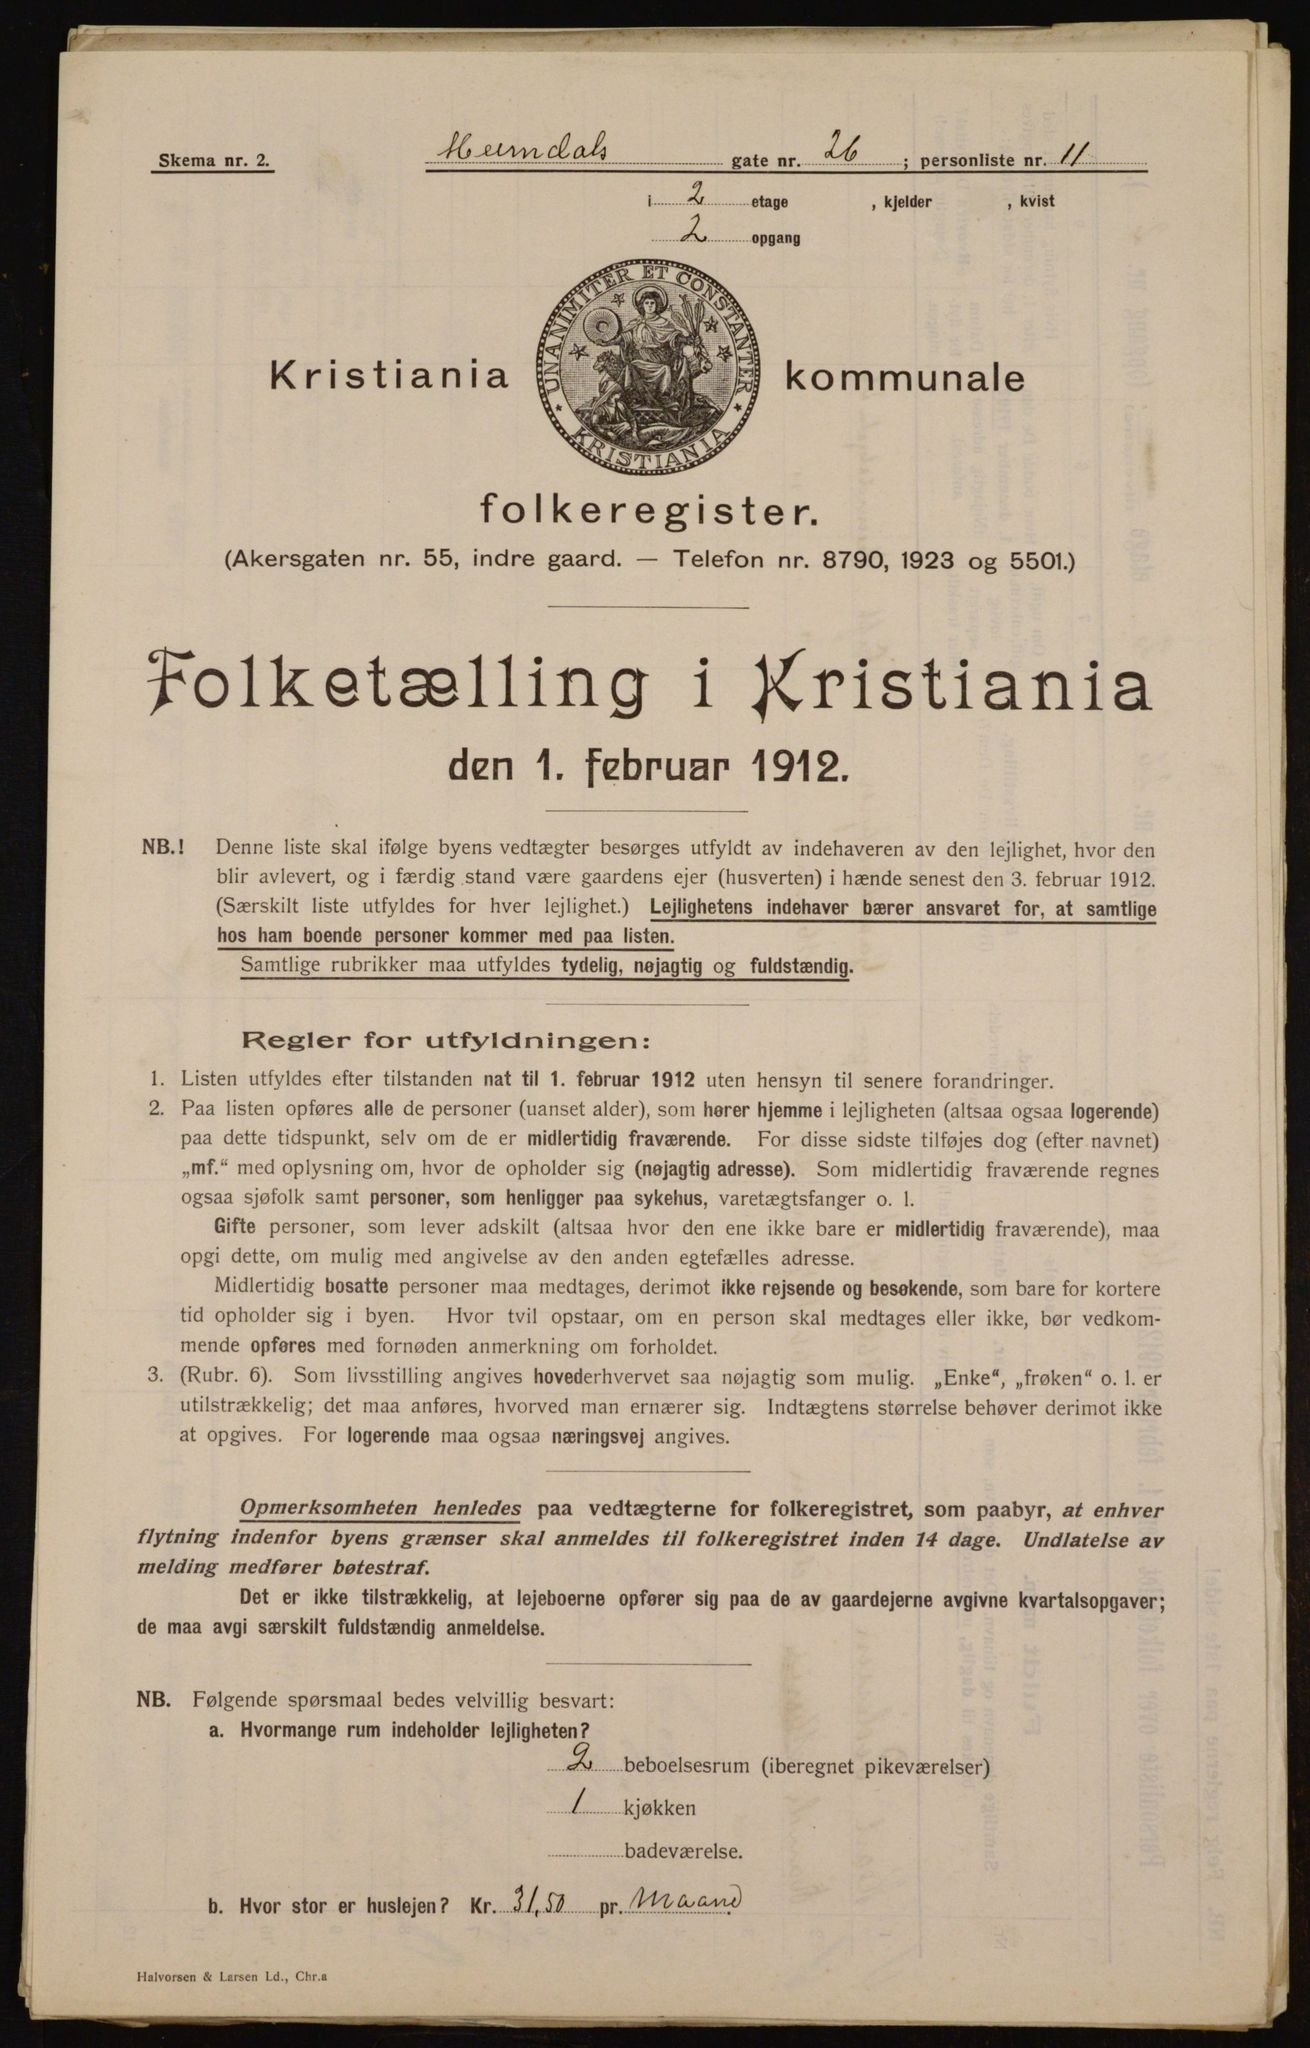 Skema nr. 2.
Heimdals gate nr. 26 ; personliste nr. 11
i 2 etage , kjelder , kvist
2 opgang
UNANIMITER ET CONSTANTER
KRISTIANIA
Kristiania kommunale
folkeregister.
(Akersgaten nr. 55, indre gaard. — Telefon nr. 8790, 1923 og 5501.)
Folketælling i Kristiania
den 1. februar 1912.
NB.! Denne liste skal ifølge byens vedtægter besørges utfyldt av indehaveren av den lejlighet, hvor den
blir avlevert, og i færdig stand være gaardens ejer (husverten) i hænde senest den 3. februar 1912.
(Særskilt liste utfyldes for hver lejlighet.) Lejlighetens indehaver bærer ansvaret for, at samtlige
hos ham boende personer kommer med paa listen.
Samtlige rubrikker maa utfyldes tydelig, nøjagtig og fuldstændig.
Regler for utfyldningen:
1. Listen utfyldes efter tilstanden nat til 1. februar 1912 uten hensyn til senere forandringer.
2. Paa listen opføres alle de personer (uanset alder), som hører hjemme i lejligheten (altsaa ogsaa logerende)
paa dette tidspunkt, selv om de er midlertidig fraværende. For disse sidste tilføjes dog (efter navnet)
„mf.“ med oplysning om, hvor de opholder sig (nøjagtig adresse). Som midlertidig fraværende regnes
ogsaa sjøfolk samt personer, som henligger paa sykehus, varetægtsfanger o. l.
Gifte personer, som lever adskilt (altsaa hvor den ene ikke bare er midlertidig fraværende), maa
opgi dette, om mulig med angivelse av den anden egtefælles adresse.
Midlertidig bosatte personer maa medtages, derimot ikke rejsende og besøkende, som bare for kortere
tid opholder sig i byen. Hvor tvil opstaar, om en person skal medtages eller ikke, bør vedkom-
mende opføres med fornøden anmerkning om forholdet.
3. (Rubr. 6). Som livsstilling angives hovederhvervet saa nøjagtig som mulig. „Enke“, „frøken“ o. l. er
utilstrækkelig; det maa anføres, hvorved man ernærer sig. Indtægtens størrelse behøver derimot ikke
at opgives. For logerende maa ogsaa næringsvej angives.
Opmerksomheten henledes paa vedtægterne for folkeregistret, som paabyr, at enhver
flytning indenfor byens grænser skal anmeldes til folkeregistret inden 14 dage. Undlatelse av
melding medfører bøtestraf.
Det er ikke tilstrækkelig, at lejeboerne opfører sig paa de av gaardejerne avgivne kvartalsopgaver;
de maa avgi særskilt fuldstændig anmeldelse.
NB. Følgende spørsmaal bedes velvillig besvart:
a. Hvormange rum indeholder lejligheten?
2 beboelsesrum (iberegnet pikeværelser)
1 kjøkken
badeværelse.
b. Hvor stor er huslejen? Kr. 31,50 pr. Maaned
Halvorsen & Larsen Ld., Chr.a